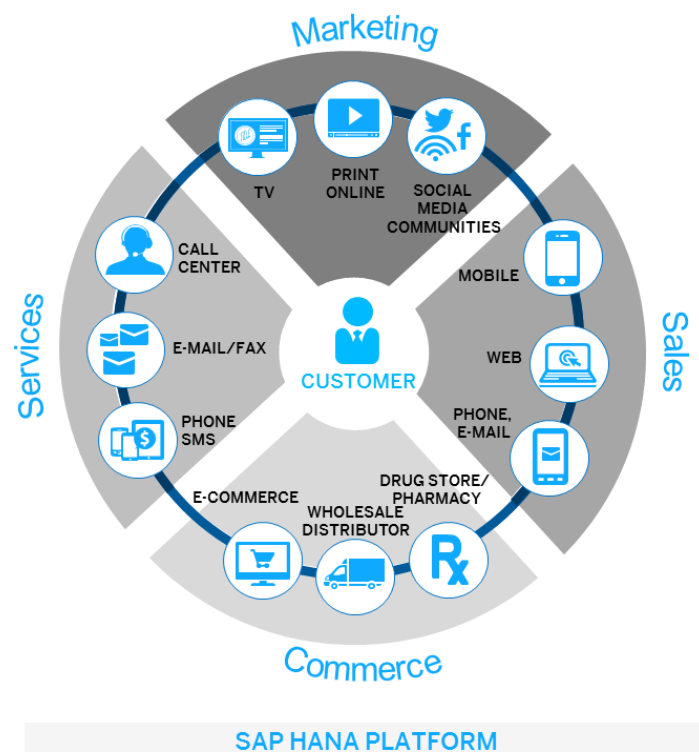 Marketing
TV
PRINT
ONLINE
SOCIAL
MEDIA
COMMUNITIES
Sales
MOBILE
WEB
PHONE,
E-MAIL
Commerce
DRUG STORE/
PHARMACY
WHOLESALE
DISTRIBUTOR
E-COMMERCE
Rx
Services
CALL
CENTER
E-MAIL/FAX
PHONE
SMS
$
f
CUSTOMER
SAP HANA PLATFORM